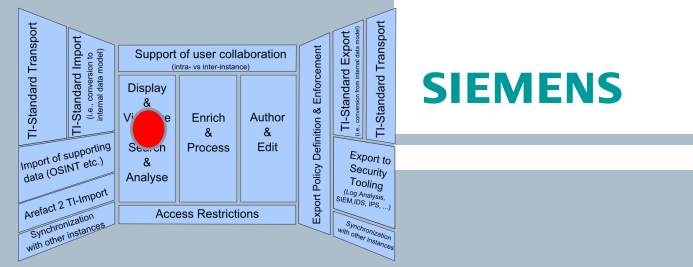 TI-Standard Transport
TI-Standard Import
(i.e., conversion to
internal data model)
Import of supporting
data (OSINT etc.)
Arefact 2 TI-Import
Synchronization
with other instances
Support of user collaboration
(intra- vs inter-instance)
Display
&
Search
&
Analyse
Enrich
&
Process
Author
&
Edit
Access Restrictions
Export Policy Definition & Enforcement
TI-Standard Export
(i.e., conversion from internal data model)
TI-Standard Transport
Export to
Security
Tooling
(Log Analysis,
SIEM,IDS, IPS, ...)
Synchronization
with other instances
SIEMENS